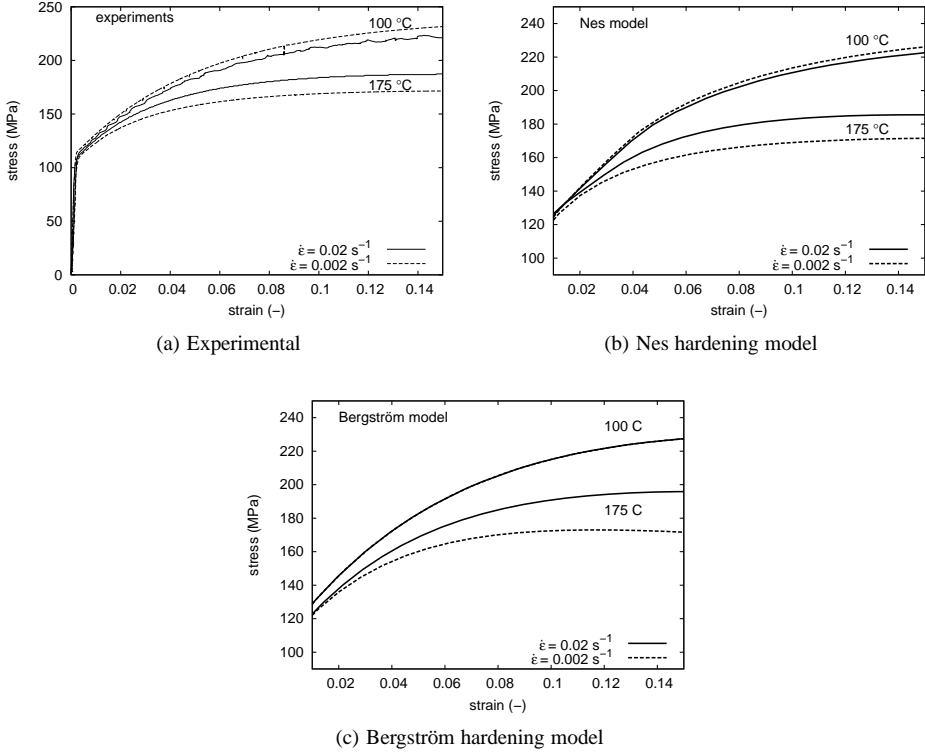 experiments
100 °C
175 °C
stress (MPa)
250
200
150
100
50
0
ε̇ = 0.02 s⁻¹
ε̇ = 0.002 s⁻¹
0 0.02 0.04 0.06 0.08 0.1 0.12 0.14
strain (−)
(a) Experimental
Nes model
100 °C
175 °C
stress (MPa)
240
220
200
180
160
140
120
100
ε̇ = 0.02 s⁻¹
ε̇ = 0.002 s⁻¹
0.02 0.04 0.06 0.08 0.1 0.12 0.14
strain (−)
(b) Nes hardening model
Bergström model
100 C
175 C
stress (MPa)
240
220
200
180
160
140
120
100
ε̇ = 0.02 s⁻¹
ε̇ = 0.002 s⁻¹
0.02 0.04 0.06 0.08 0.1 0.12 0.14
strain (−)
(c) Bergström hardening model